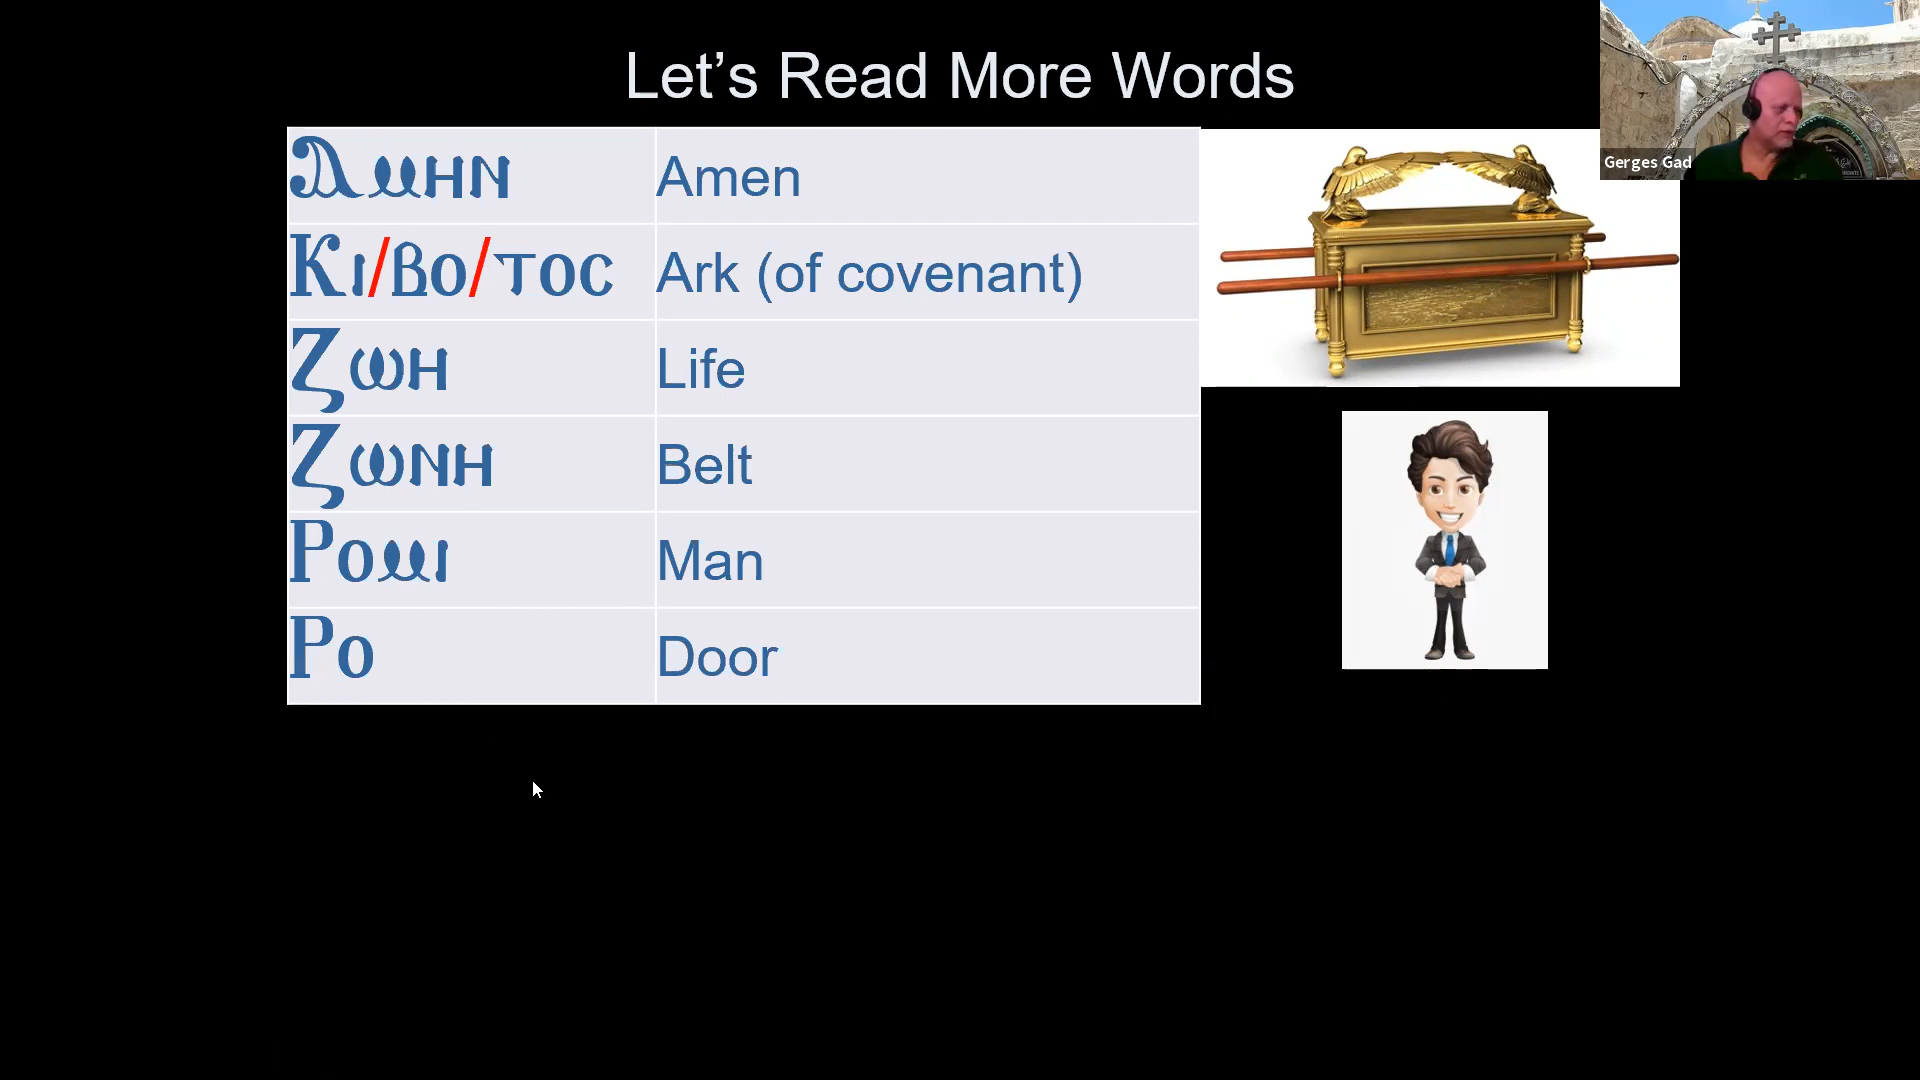 Let’s Read More Words
Ⲁⲙⲏⲛ Amen
Ⲕⲓ/ⲃⲟ/ⲧⲟⲥ Ark (of covenant)
Ⲍⲱⲏ Life
Ⲍⲱⲛⲏ Belt
Ⲣⲟⲙⲓ Man
Ⲣⲟ Door
Gerges Gad